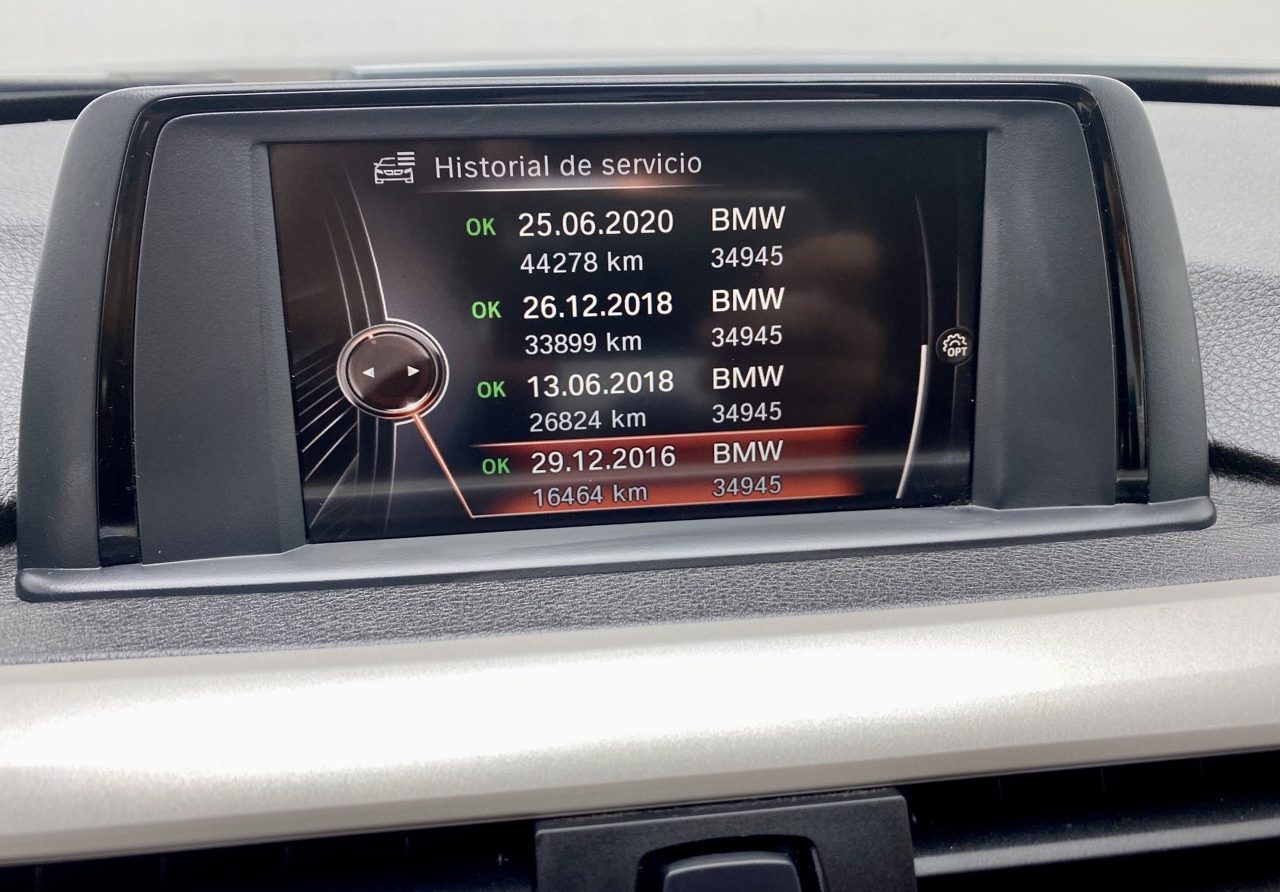 Historial de servicio
OK 25.06.2020 BMW
44278 km 34945
OK 26.12.2018 BMW
33899 km 34945
OK 13.06.2018 BMW
26824 km 34945
OK 29.12.2016 BMW
16464 km 34945
OPT